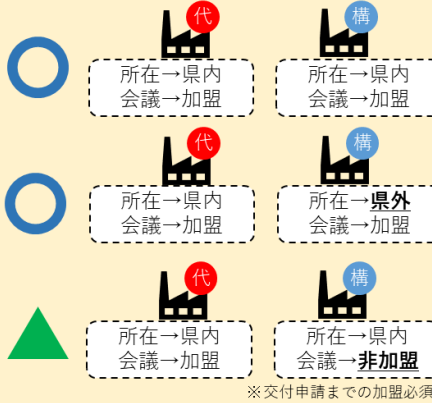 代 構
所在→県内 所在→県内
会議→加盟 会議→加盟
代 構
所在→県内 所在→県外
会議→加盟 会議→加盟
代 構
所在→県内 所在→県内
会議→加盟 会議→非加盟
※交付申請までの加盟必須